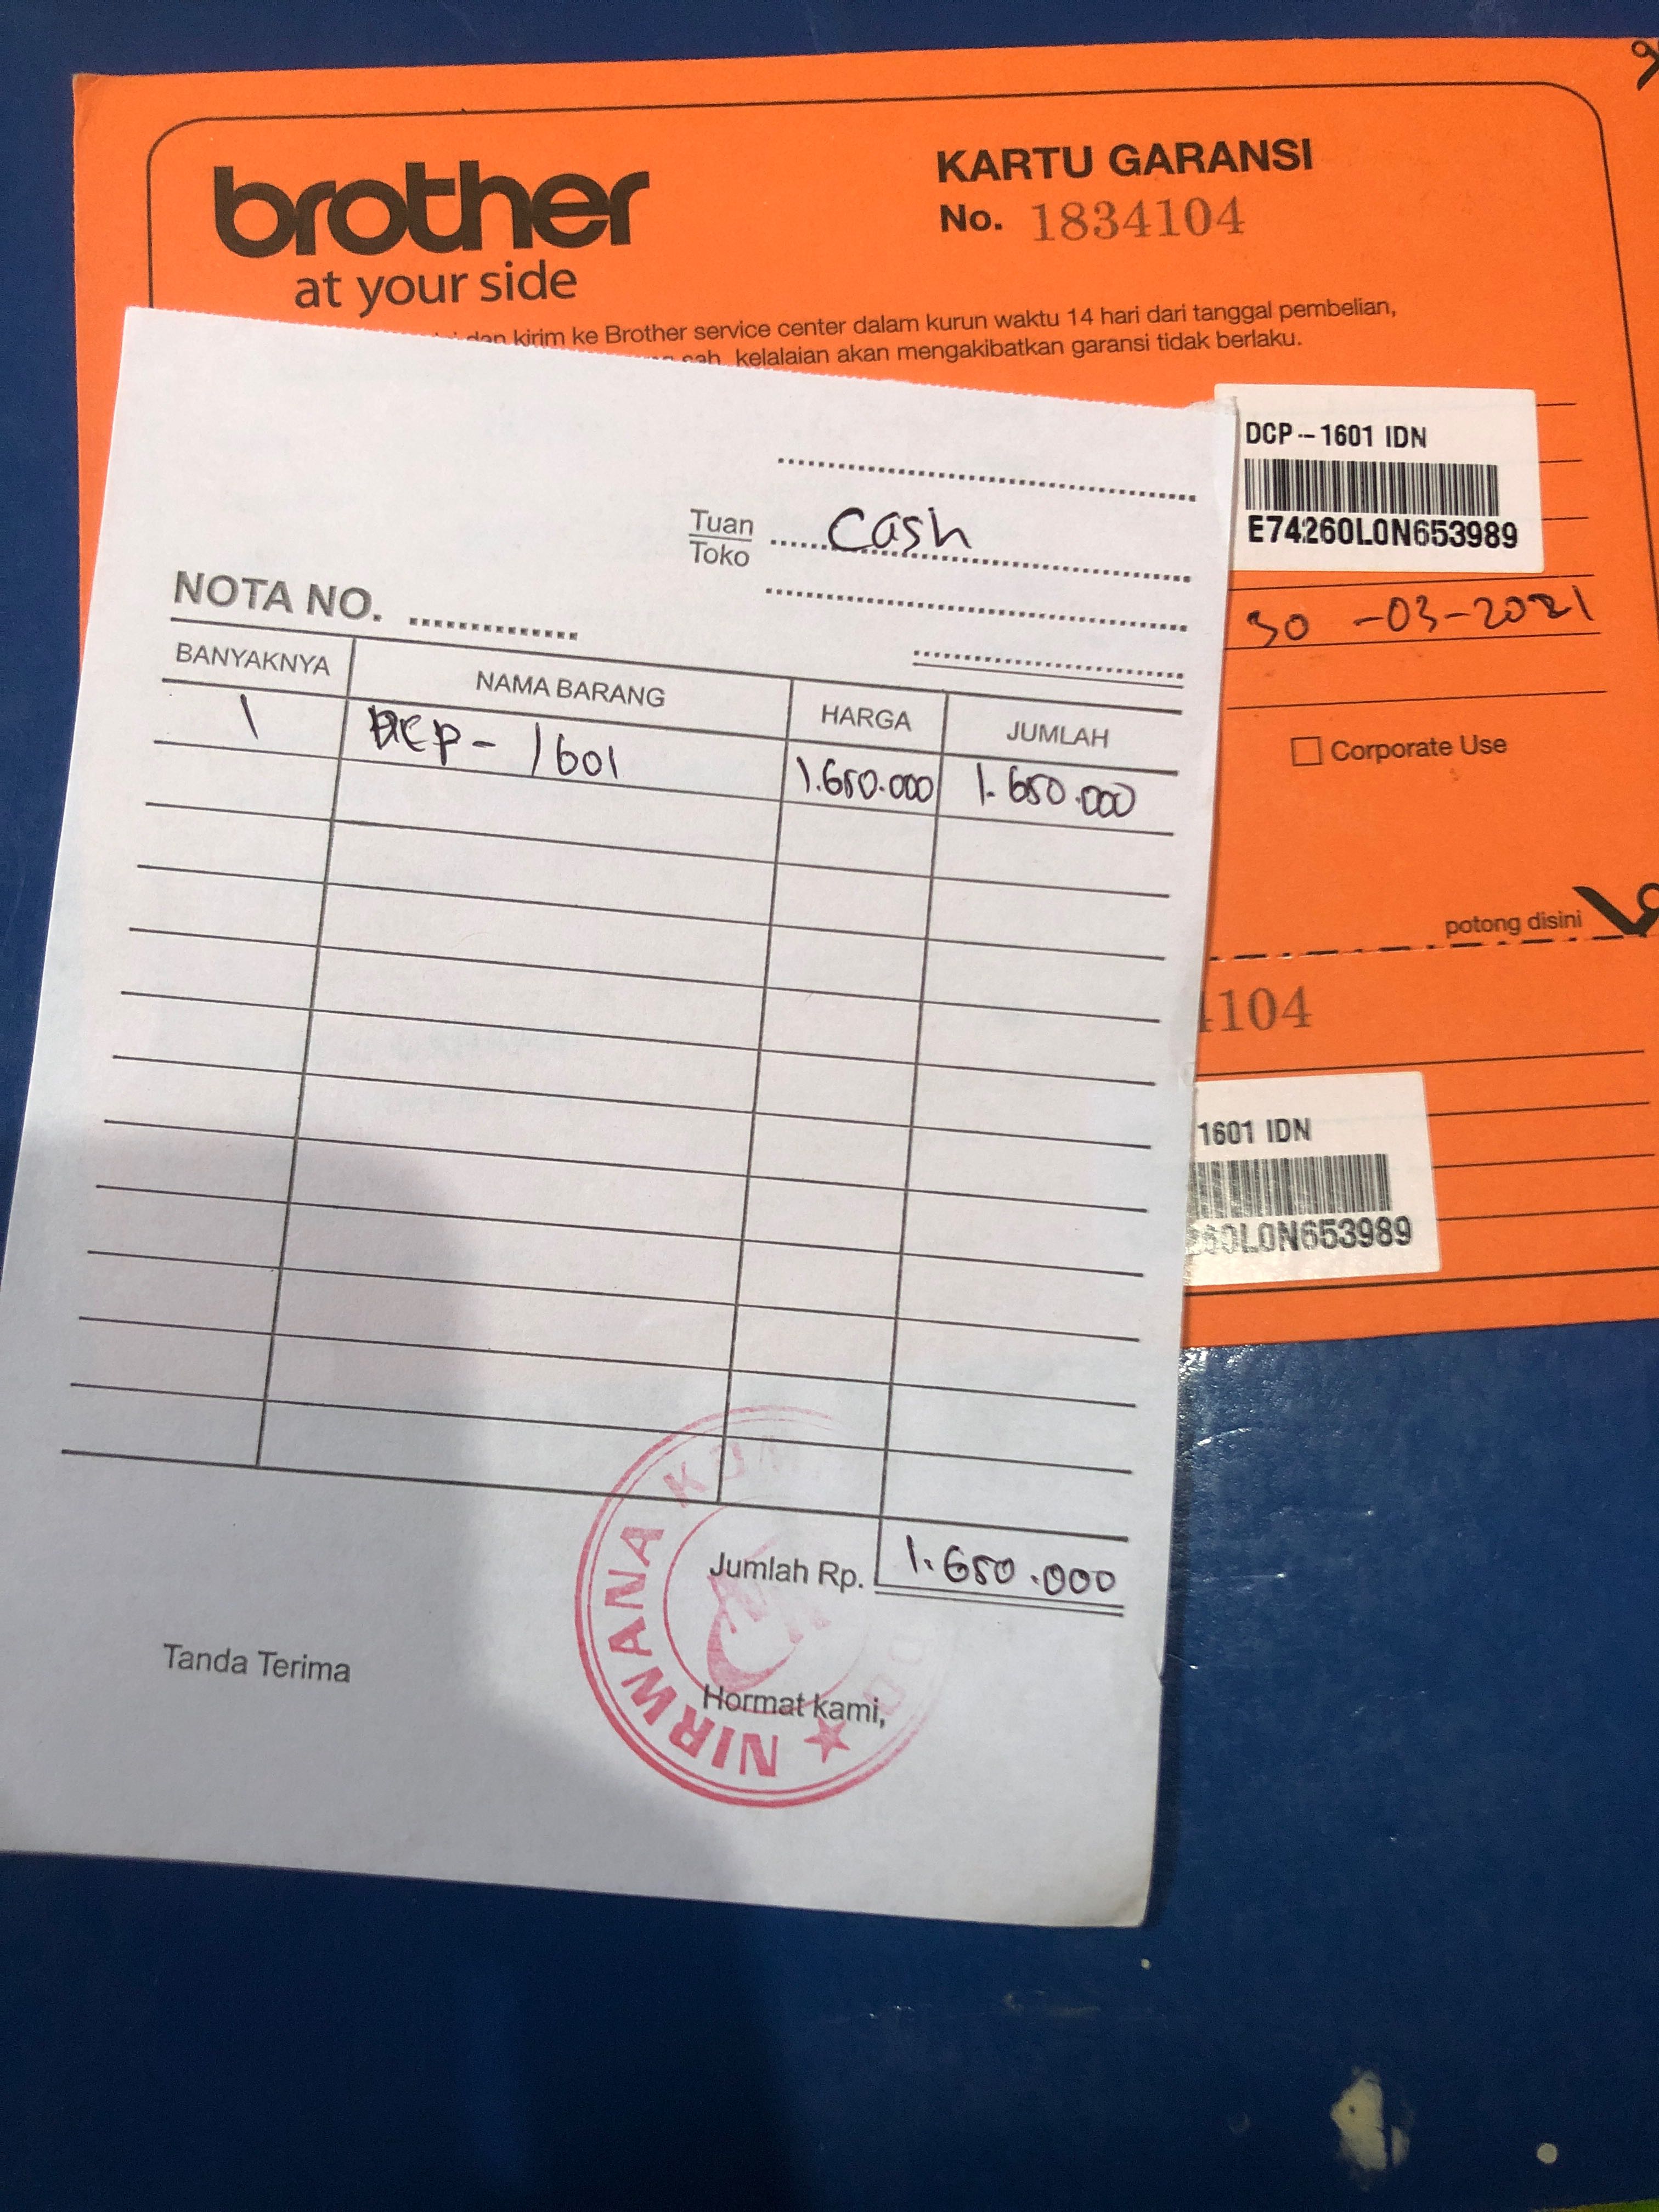 brother
at your side
KARTU GARANSI
No. 1834104
dan kirim ke Brother service center dalam kurun waktu 14 hari dari tanggal pembelian,
sah, kelalaian akan mengakibatkan garansi tidak berlaku.
DCP-1601 IDN
E74260L0N653989
30 -03-2021
Corporate Use
potong disini
104
1601 IDN
60L0N653989
Tuan
Toko
Cash
NOTA NO.
BANYAKNYA NAMA BARANG HARGA JUMLAH
1 DCP- 1601 1.650.000 1.650.000
Jumlah Rp. 1.650.000
Tanda Terima
Hormat kami,
NIRWANA